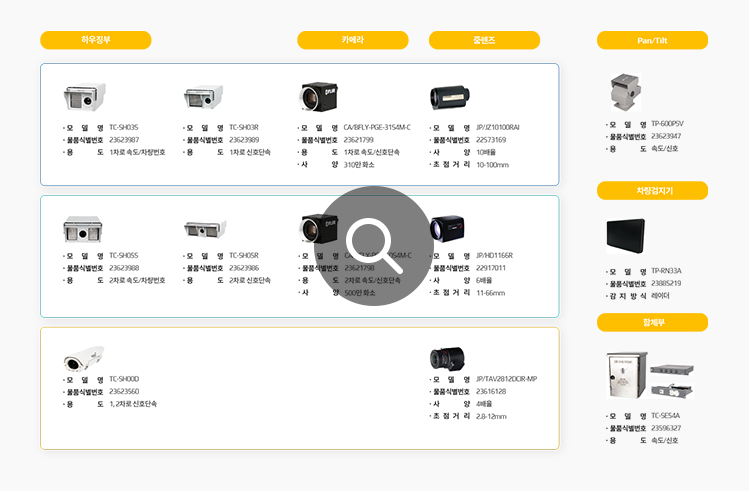 하우징부
카메라
줌렌즈
Pan/Tilt
· 모 델 명 TC-SH03S
· 물품식별번호 23623987
· 용 도 1차로 속도/차량번호
· 모 델 명 TC-SH03R
· 물품식별번호 23623989
· 용 도 1차로 신호단속
· 모 델 명 CA/BFLY-PGE-31S4M-C
· 물품식별번호 23621799
· 용 도 1차로 속도/신호단속
· 사 양 310만 화소
· 모 델 명 JP/JZ10100RAI
· 물품식별번호 22573169
· 사 양 10배율
· 초 점 거 리 10-100mm
· 모 델 명 TP-600PSV
· 물품식별번호 23623947
· 용 도 속도/신호
· 모 델 명 TC-SH05S
· 물품식별번호 23623988
· 용 도 2차로 속도/차량번호
· 모 델 명 TC-SH05R
· 물품식별번호 23623986
· 용 도 2차로 신호단속
· 물품식별번호 23621798
· 용 도 2차로 속도/신호단속
· 사 양 500만 화소
· 모 델 명 JP/HD1166R
· 물품식별번호 22917011
· 사 양 6배율
· 초 점 거 리 11-66mm
차량검지기
· 모 델 명 TP-RN33A
· 물품식별번호 23885219
· 감 지 방 식 레이더
· 모 델 명 TC-SH00D
· 물품식별번호 23623560
· 용 도 1, 2차로 신호단속
· 모 델 명 JP/TAV2812DCIR-MP
· 물품식별번호 23616128
· 사 양 4배율
· 초 점 거 리 2.8-12mm
함체부
· 모 델 명 TC-SES4A
· 물품식별번호 23596327
· 용 도 속도/신호